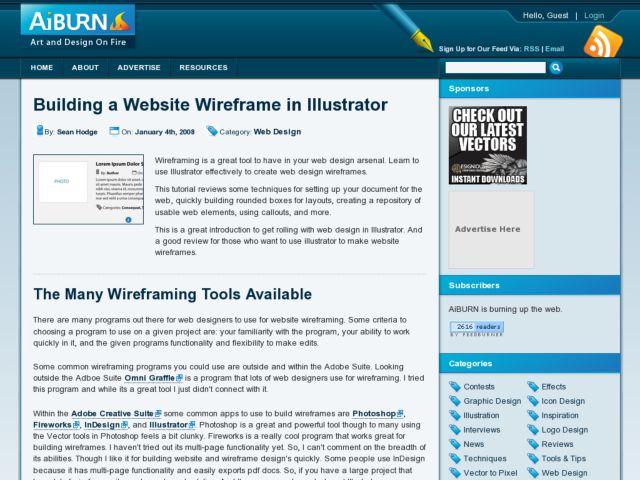 AiBURN
Art and Design On Fire
Hello, Guest | Login
Sign Up for Our Feed Via: RSS | Email
HOME ABOUT ADVERTISE RESOURCES
Building a Website Wireframe in Illustrator
By: Sean Hodge On: January 4th, 2008 Category: Web Design
PHOTO
Lorem Ipsum Dolor S
Wireframing is a great tool to have in your web design arsenal. Learn to
use Illustrator effectively to create web design wireframes.
This tutorial reviews some techniques for setting up your document for the
web, quickly building rounded boxes for layouts, creating a repository of
usable web elements, using callouts, and more.
This is a great introduction to get rolling with web design in Illustrator. And
a good review for those who want to use illustrator to make website
wireframes.
The Many Wireframing Tools Available
There are many programs out there for web designers to use for website wireframing. Some criteria to
choosing a program to use on a given project are: your familiarity with the program, your ability to work
quickly in it, and the given programs functionality and flexibility to make edits.
Some common wireframing programs you could use are outside and within the Adobe Suite. Looking
outside the Adboe Suite Omni Graffle is a program that lots of web designers use for wireframing. I tried
this program and while its a great tool I just didn't connect with it.
Within the Adobe Creative Suite some common apps to use to build wireframes are Photoshop,
Fireworks, InDesign, and Illustrator. Photoshop is a great and powerful tool though to many using
the Vector tools in Photoshop feels a bit clunky. Fireworks is a really cool program that works great for
building wireframes. I haven't tried out its multi-page functionality yet. So, I can't comment on the breadth of
its abilities. Though I like it for building website and wireframe design's quickly. Some people use InDesign
because it has multi-page functionality and easily exports pdf docs. So, if you have a large project that
Sponsors
CHECK OUT
OUR LATEST
VECTORS
INSTANT DOWNLOADS
Advertise Here
Subscribers
AiBURN is burning up the web.
2616 readers
BY FEEDBURNER
Categories
Contests Effects
Graphic Design Icon Design
Illustration Inspiration
Interviews Logo Design
News Reviews
Techniques Tools & Tips
Vector to Pixel Web Design